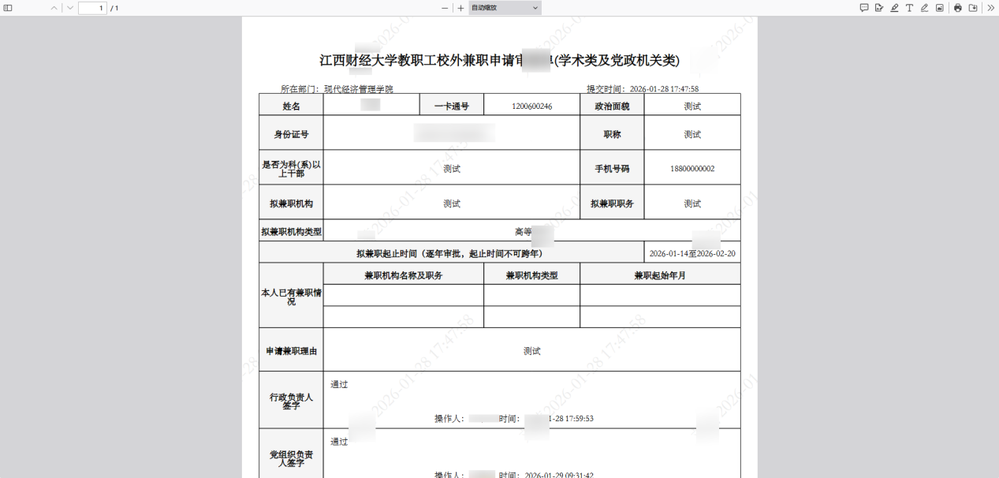 1 / 1
自动缩放
江西财经大学教职工校外兼职申请审 (学术类及党政机关类)
所在部门：现代经济管理学院 提交时间：2026-01-28 17:47:58
姓名 一卡通号 1200600246 政治面貌 测试
身份证号 职称 测试
是否为科(系)以
上干部 测试 手机号码 18800000002
拟兼职机构 测试 拟兼职职务 测试
拟兼职机构类型 高等
拟兼职起止时间（逐年审批，起止时间不可跨年） 2026-01-14至2026-02-20
本人已有兼职情
况
兼职机构名称及职务 兼职机构类型 兼职起始年月
申请兼职理由 测试
行政负责人
签字
通过
操作人： 时间： 1-28 17:59:53
党组织负责
人签字
通过
操作人： 时间： 2026-01-29 09:31:42
2026-01-28 17:47:58